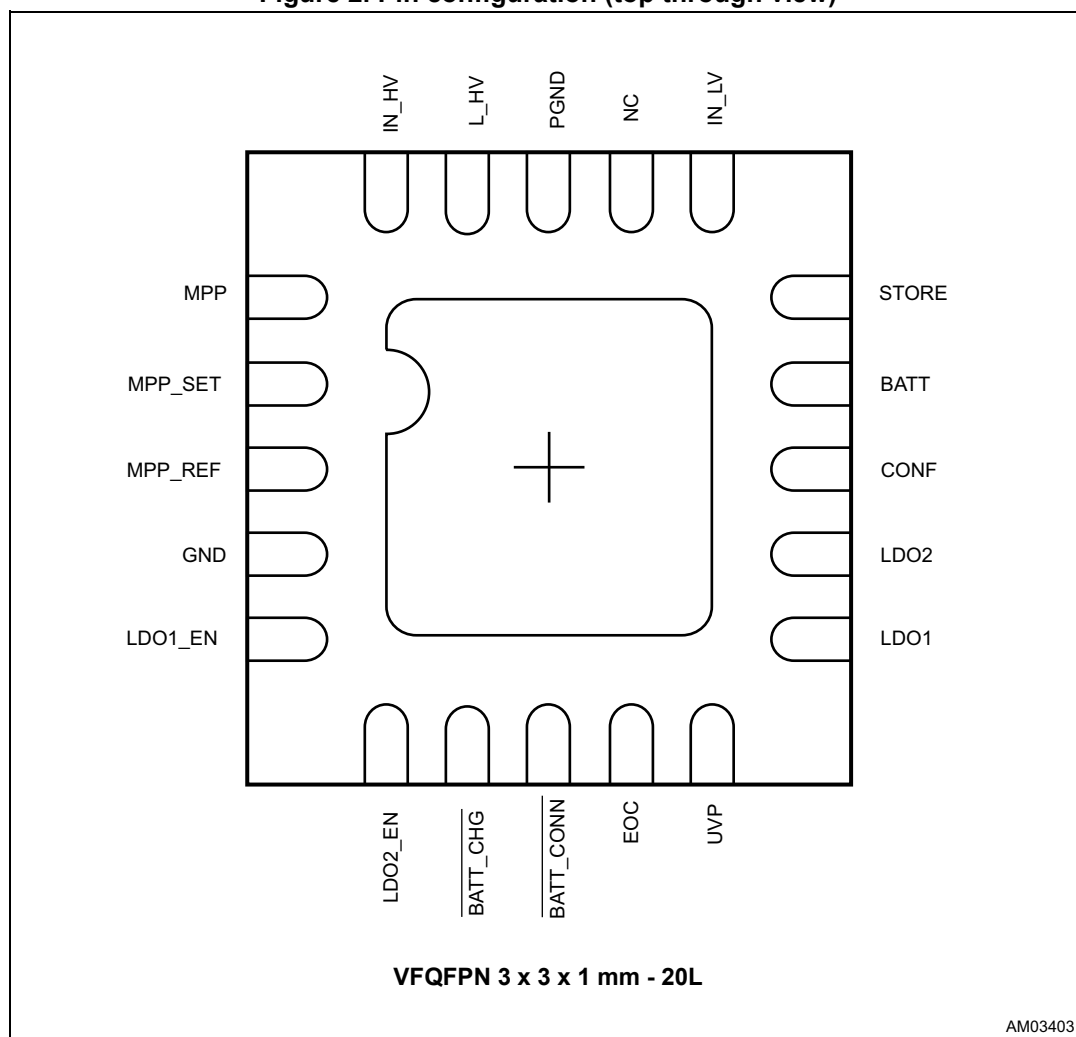 Figure 2. Pin configuration (top through view)
IN_HV
L_HV
PGND
NC
IN_LV
MPP
STORE
MPP_SET
BATT
MPP_REF
CONF
GND
LDO2
LDO1_EN
LDO1
LDO2_EN
BATT_CHG
BATT_CONN
EOC
UVP
VFQFPN 3 x 3 x 1 mm - 20L
AM03403